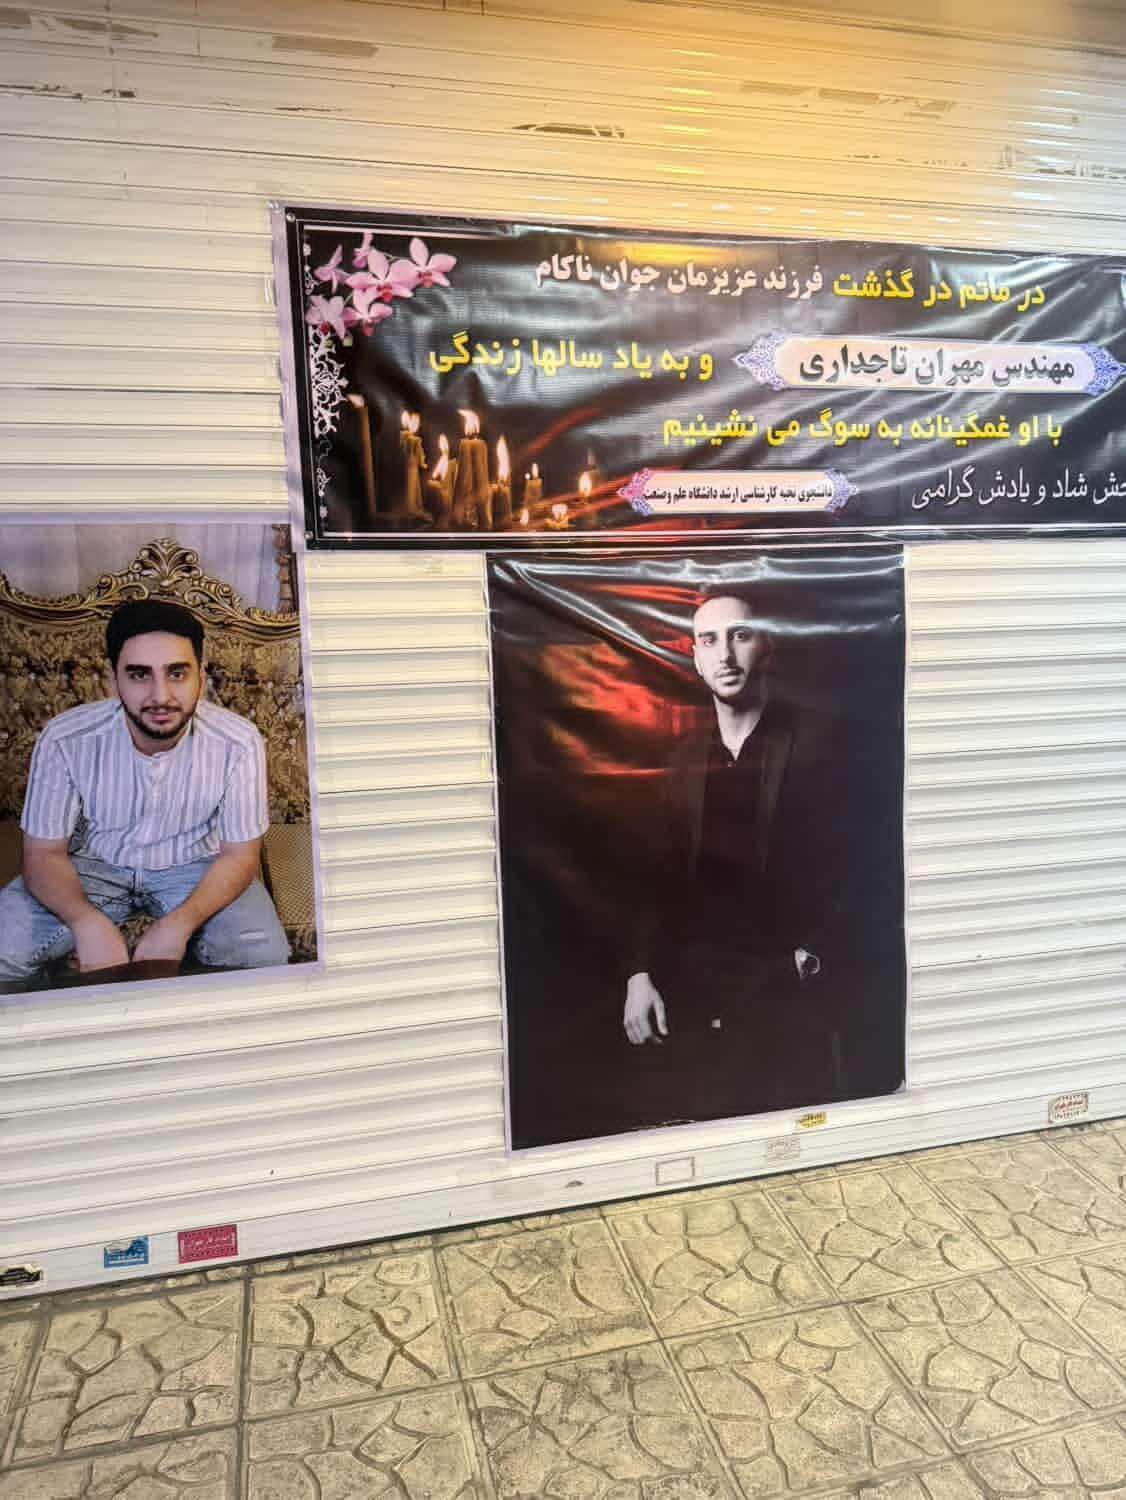 در ماتم در گذشت فرزند عزیزمان جوان ناکام
مهندس مهران تاجداری و به یاد سالها زندگی
با او غمگینانه به سوگ می نشینیم
دانشجوی نخبه کارشناسی ارشد دانشگاه علم وصنعت
شاد و یادش گرامی